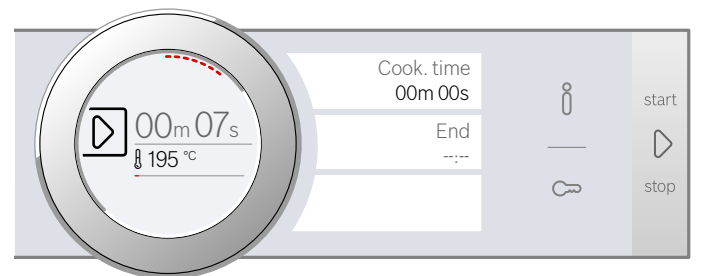 00m 07s
195 °C
Cook. time
00m 00s
End
--:--
start
stop